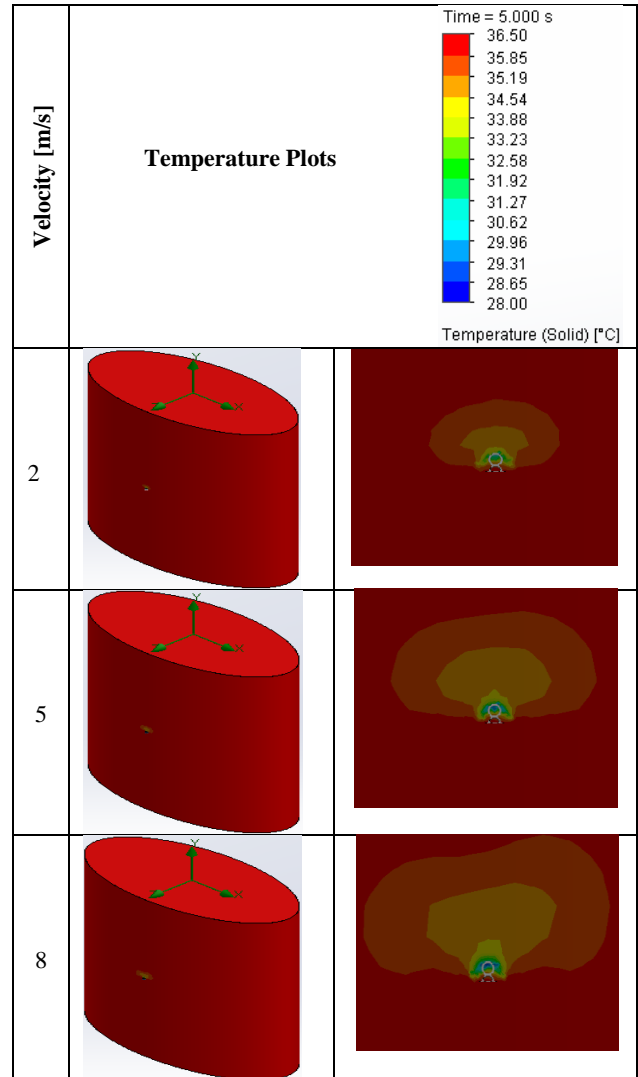 Velocity [m/s]
Temperature Plots
Time = 5.000 s
36.50
35.85
35.19
34.54
33.88
33.23
32.58
31.92
31.27
30.62
29.96
29.31
28.65
28.00
Temperature (Solid) [°C]
2
Y
Z
X
5
Y
Z
X
8
Y
Z
X